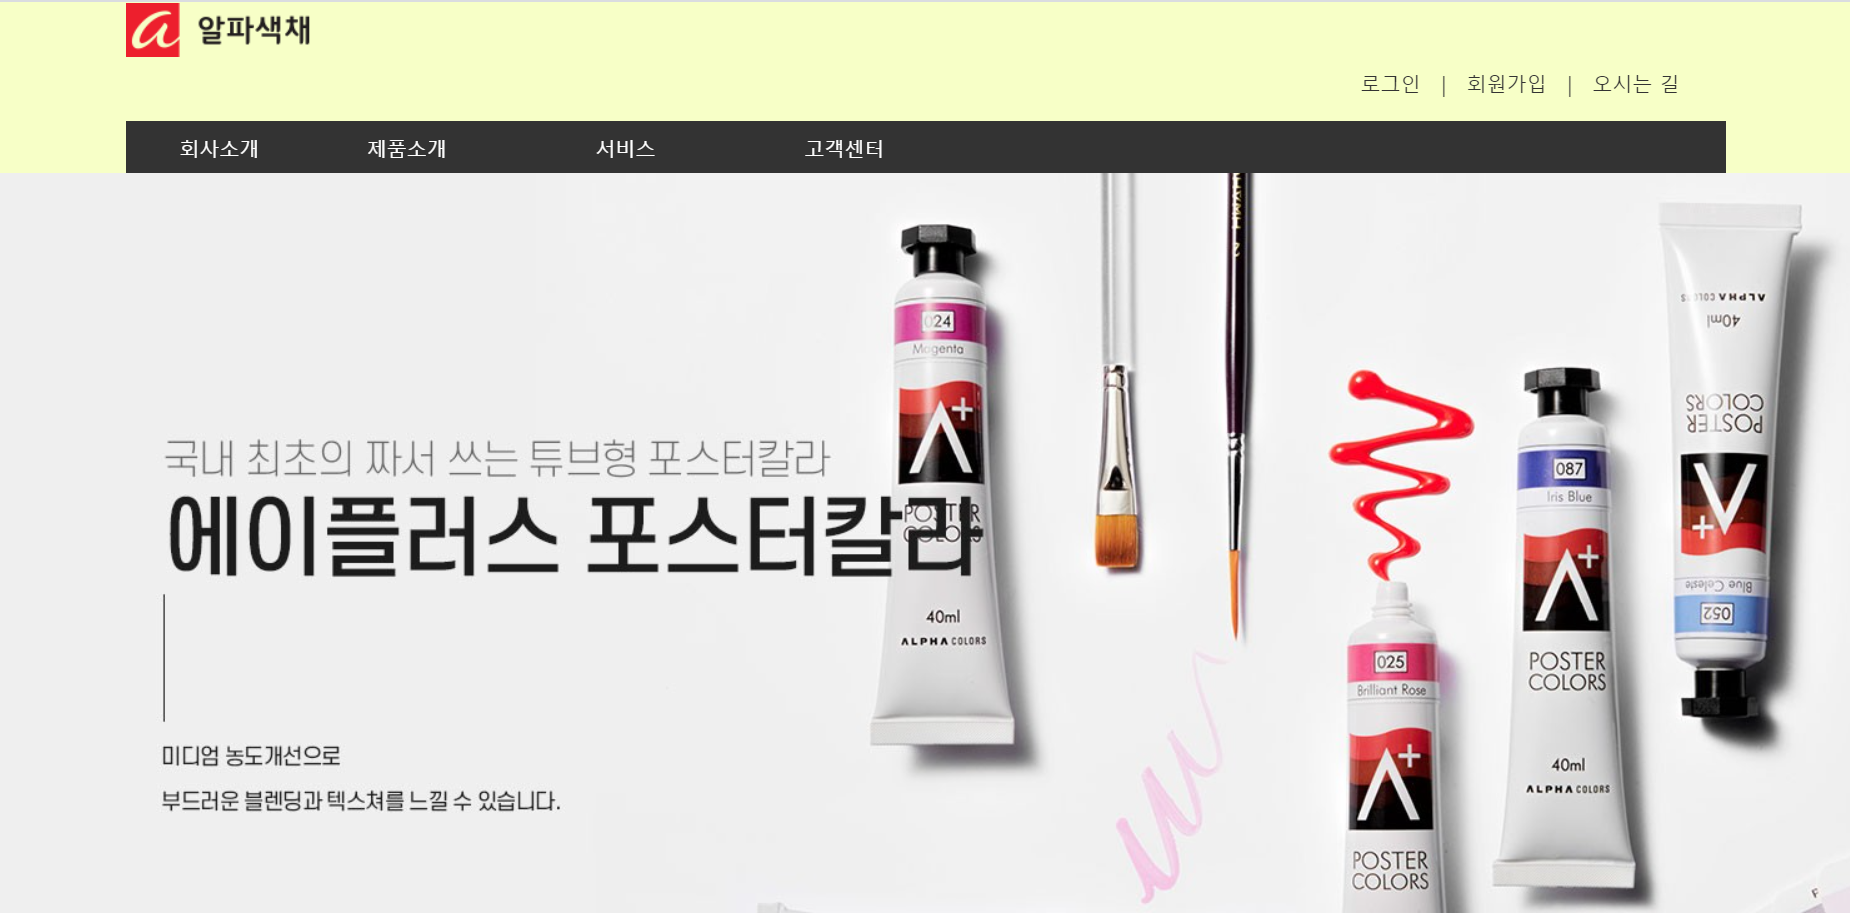 a 알파색채
로그인 | 회원가입 | 오시는 길
회사소개 제품소개 서비스 고객센터
국내 최초의 짜서 쓰는 튜브형 포스터칼라
에이플러스 포스터칼라
미디엄 농도개선으로
부드러운 블렌딩과 텍스쳐를 느낄 수 있습니다.
024
Magenta
A+
POSTER
COLORS
40ml
ALPHA COLORS
025
Brilliant Rose
A+
POSTER
COLORS
087
Iris Blue
A+
POSTER
COLORS
40ml
ALPHA COLORS
052
Blue Celeste
A+
POSTER
COLORS
40ml
ALPHA COLORS